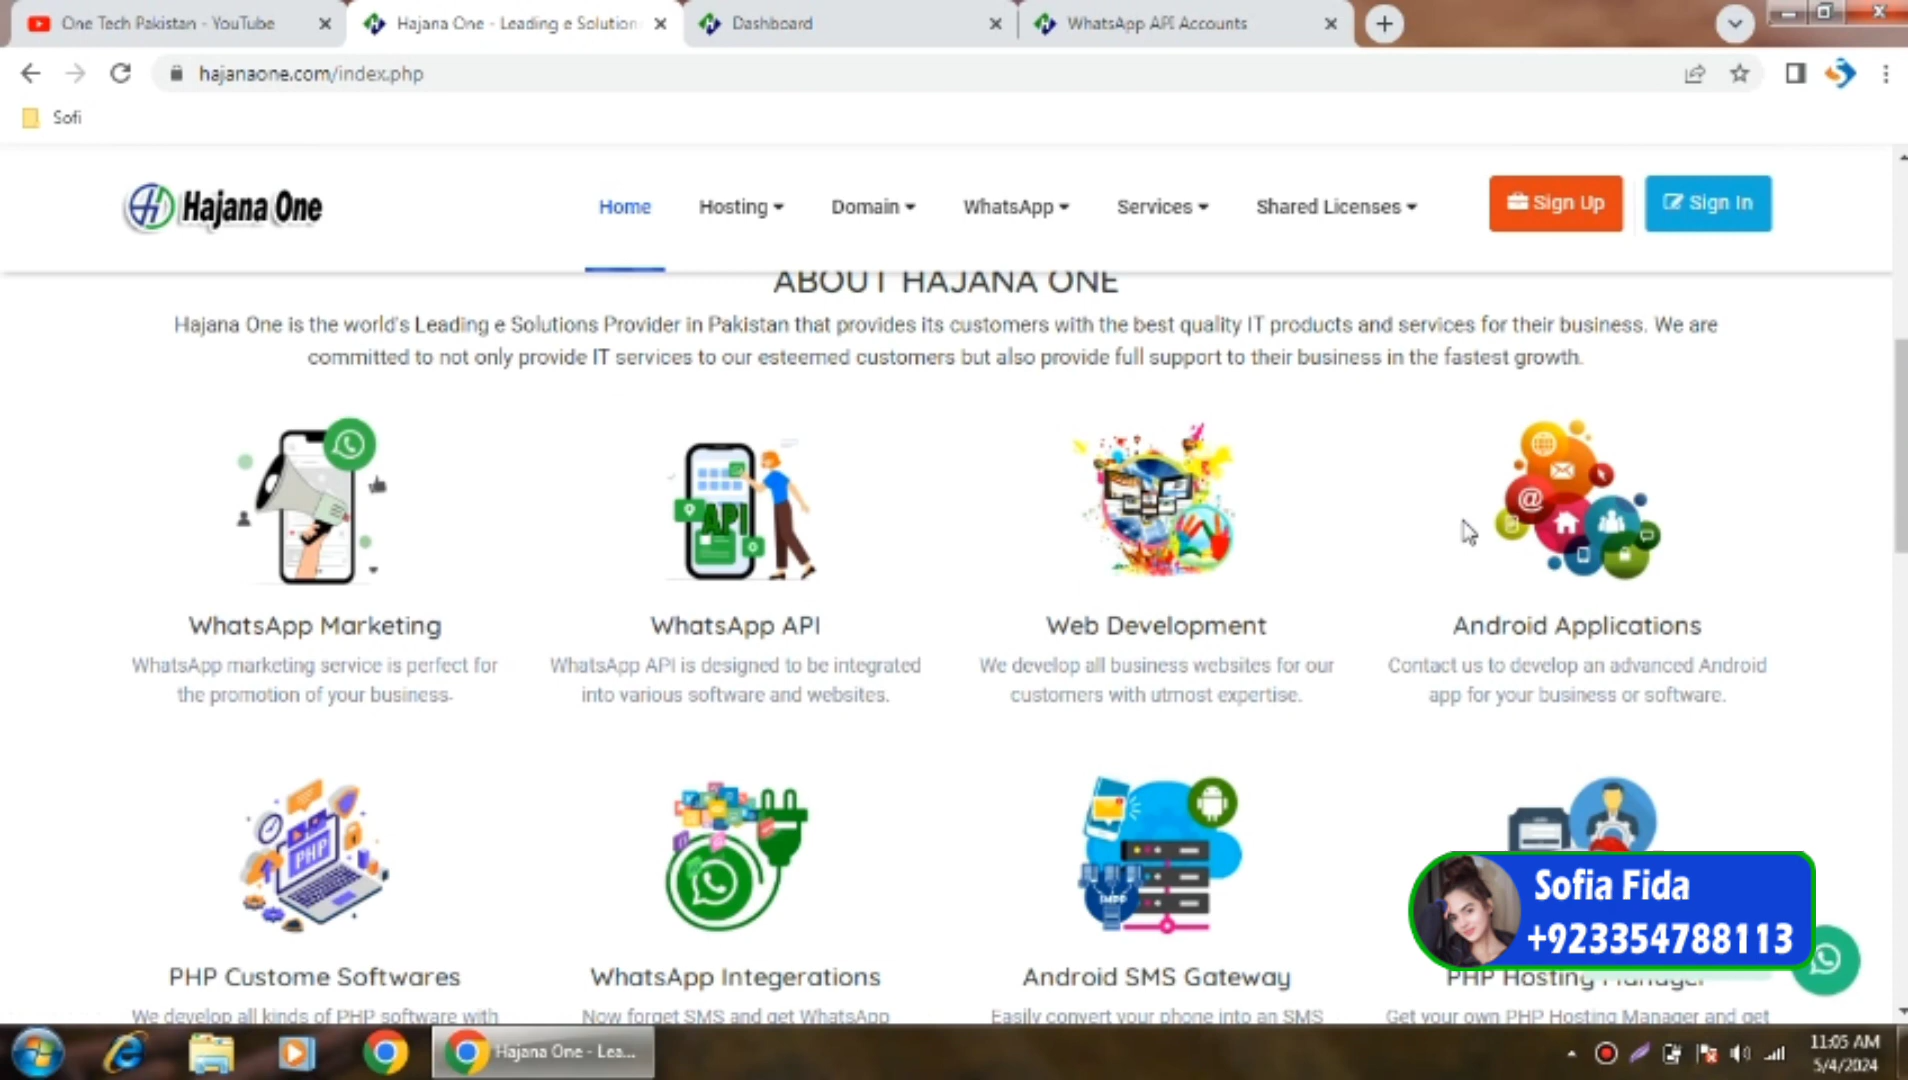 One Tech Pakistan - YouTube
Hajana One - Leading e Solution
Dashboard
WhatsApp API Accounts
hajanaone.com/index.php
Sofi
Hajana One
Home
Hosting
Domain
WhatsApp
Services
Shared Licenses
Sign Up
Sign In
ABOUT HAJANA ONE
Hajana One is the world's Leading e Solutions Provider in Pakistan that provides its customers with the best quality IT products and services for their business. We are
committed to not only provide IT services to our esteemed customers but also provide full support to their business in the fastest growth.
API
WhatsApp Marketing
WhatsApp marketing service is perfect for
the promotion of your business.
WhatsApp API
WhatsApp API is designed to be integrated
into various software and websites.
Web Development
We develop all business websites for our
customers with utmost expertise.
Android Applications
Contact us to develop an advanced Android
app for your business or software.
PHP
PHP Custome Softwares
We develop all kinds of PHP software with
WhatsApp Integerations
Now forget SMS and get WhatsApp
Android SMS Gateway
Easily convert your phone into an SMS
Sofia Fida
+923354788113
PHP Hosting Manager
Get your own PHP Hosting Manager and get
Hajana One - Lea...
11:05 AM
5/4/2024